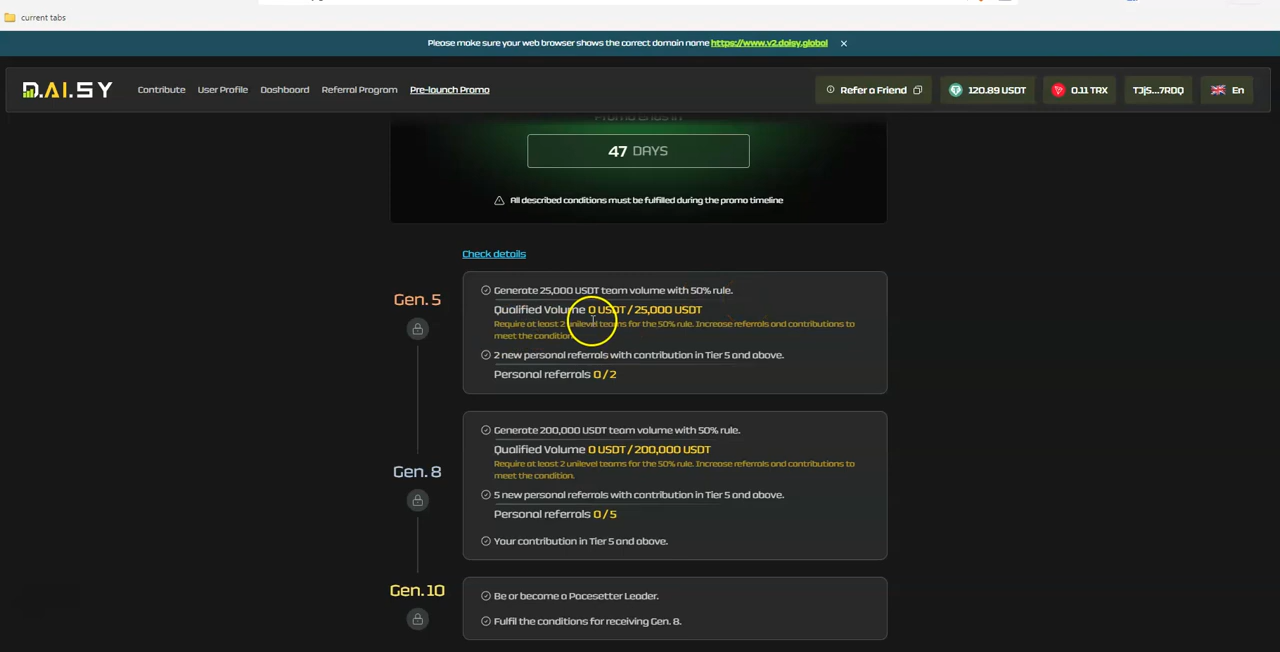 current tabs
Please make sure your web browser shows the correct domain name https://www.v2.daisy.global
D.AI.SY
Contribute User Profile Dashboard Referral Program Pre-launch Promo
Refer a Friend 120.89 USDT 0.11 TRX TJjS...7RDQ En
Promo ends in
47 DAYS
All described conditions must be fulfilled during the promo timeline
Check details
Gen. 5
Generate 25,000 USDT team volume with 50% rule.
Qualified Volume 0 USDT / 25,000 USDT
Require at least 2 unilevel teams for the 50% rule. Increase referrals and contributions to
meet the condition.
2 new personal referrals with contribution in Tier 5 and above.
Personal referrals 0 / 2
Gen. 8
Generate 200,000 USDT team volume with 50% rule.
Qualified Volume 0 USDT / 200,000 USDT
Require at least 2 unilevel teams for the 50% rule. Increase referrals and contributions to
meet the condition.
5 new personal referrals with contribution in Tier 5 and above.
Personal referrals 0 / 5
Your contribution in Tier 5 and above.
Gen. 10
Be or become a Pacesetter Leader.
Fulfil the conditions for receiving Gen. 8.